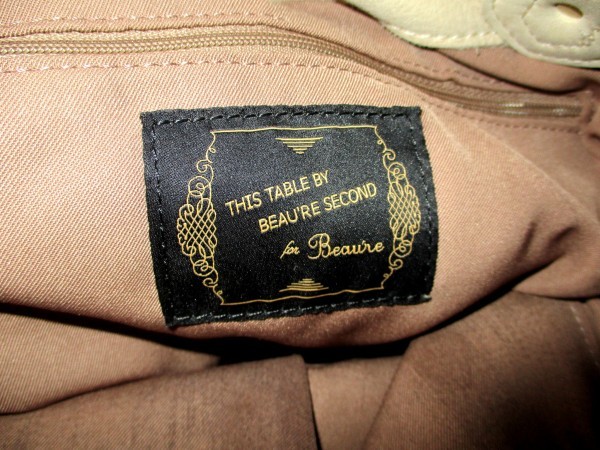 THIS TABLE BY
BEAU'RE SECOND
for Beaure